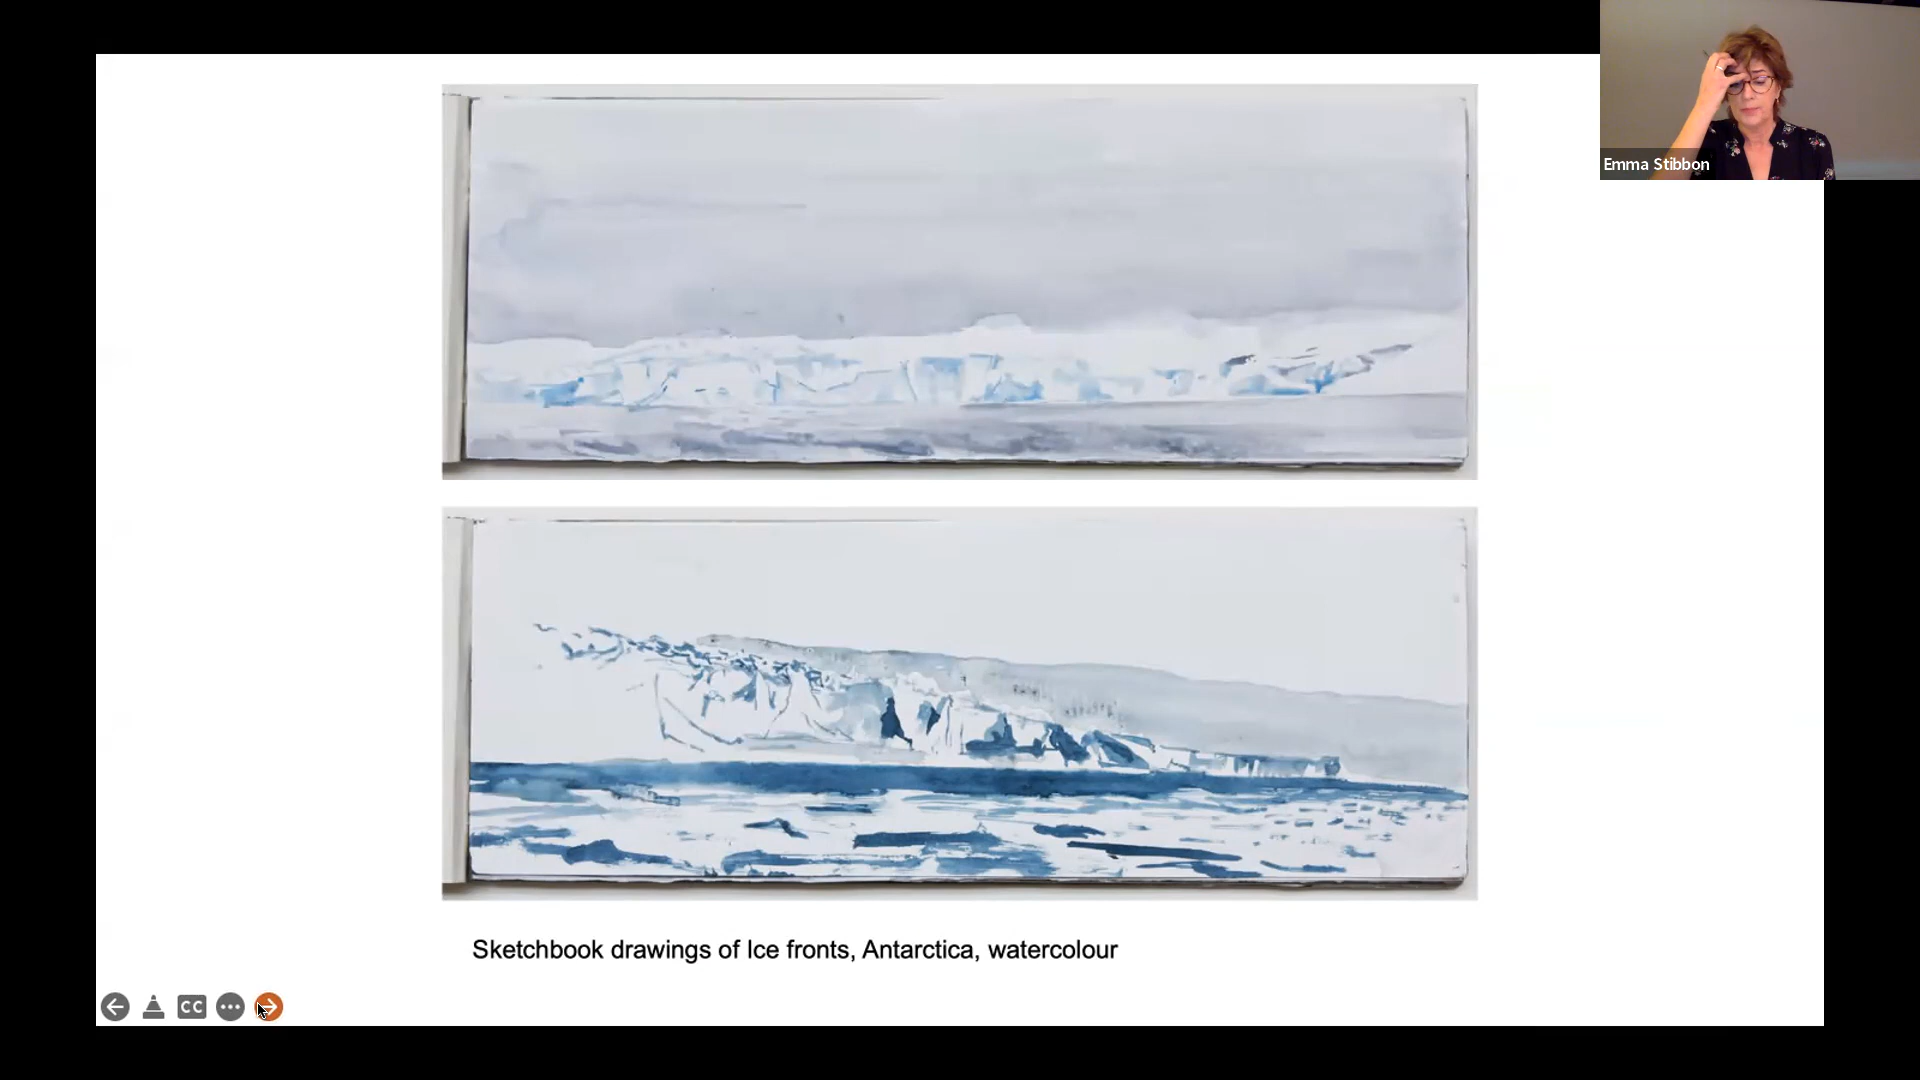 Emma Stibbon
Sketchbook drawings of Ice fronts, Antarctica, watercolour
CC